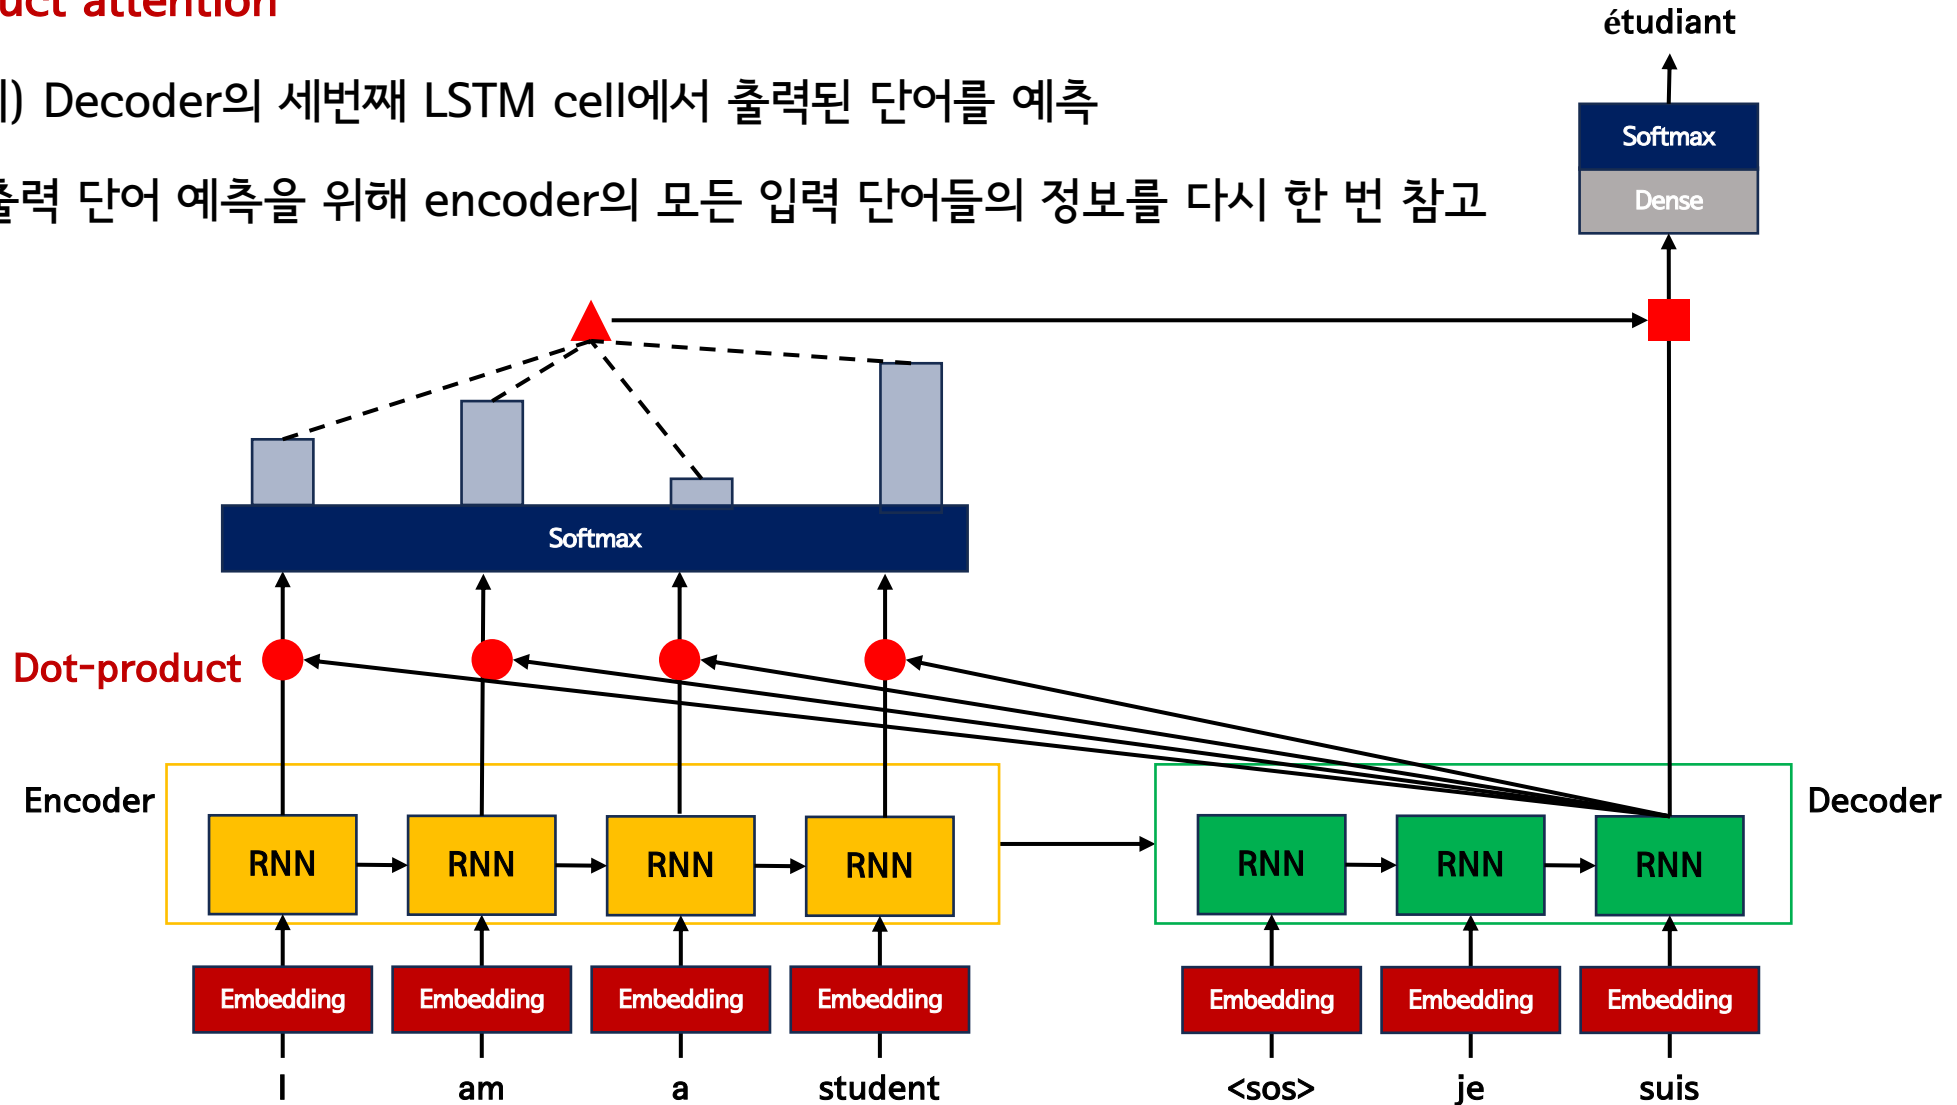 attention
étudiant
Decoder의 세번째 LSTM cell에서 출력된 단어를 예측
Softmax
출력 단어 예측을 위해 encoder의 모든 입력 단어들의 정보를 다시 한 번 참고
Dense
Softmax
Dot-product
Encoder
Decoder
RNN RNN RNN RNN RNN RNN RNN
Embedding Embedding Embedding Embedding Embedding Embedding Embedding
I am a student <sos> je suis